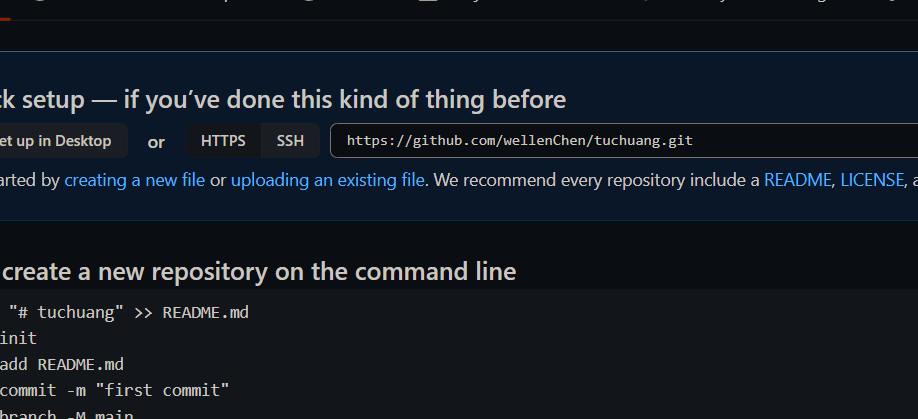 ck setup — if you’ve done this kind of thing before
et up in Desktop or HTTPS SSH https://github.com/wellenChen/tuchuang.git
arted by creating a new file or uploading an existing file. We recommend every repository include a README, LICENSE, a
create a new repository on the command line
"# tuchuang" >> README.md
init
add README.md
commit -m "first commit"
branch -M main